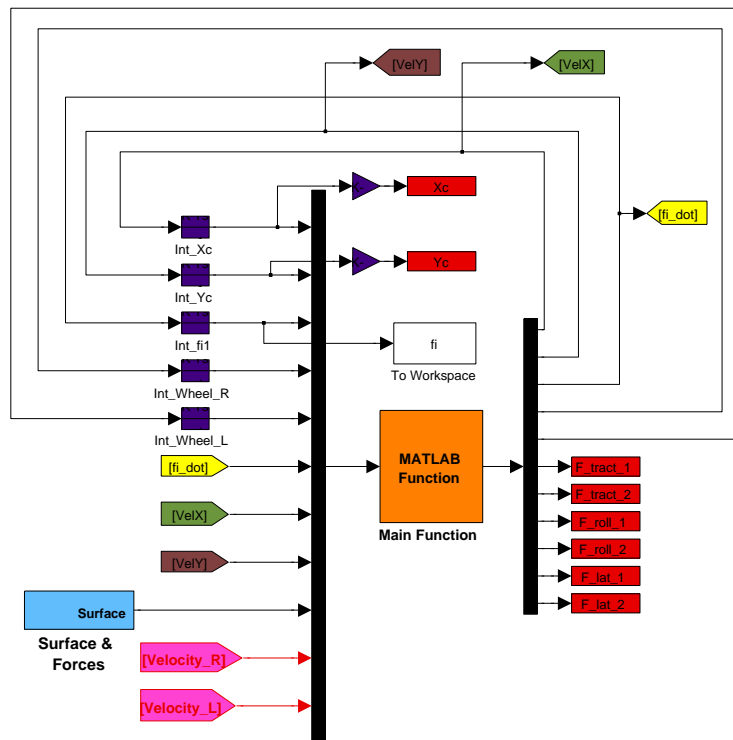 [VelY]
[VelX]
Xc
[fi_dot]
Int_Xc
Yc
Int_Yc
fi
Int_fi1
To Workspace
Int_Wheel_R
Int_Wheel_L
MATLAB
Function
Main Function
[fi_dot]
F_tract_1
F_tract_2
[VelX]
F_roll_1
F_roll_2
[VelY]
F_lat_1
F_lat_2
Surface
Surface &
Forces
[Velocity_R]
[Velocity_L]